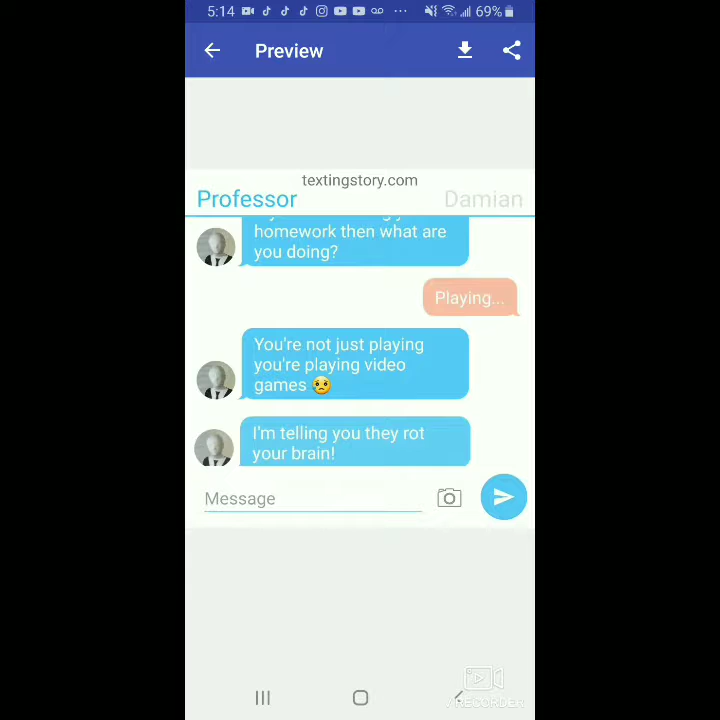 5:14
69%
Preview
textingstory.com
Professor
Damian
homework then what are
you doing?
Playing...
You're not just playing
you're playing video
games 😢
I'm telling you they rot
your brain!
Message
RECORDER